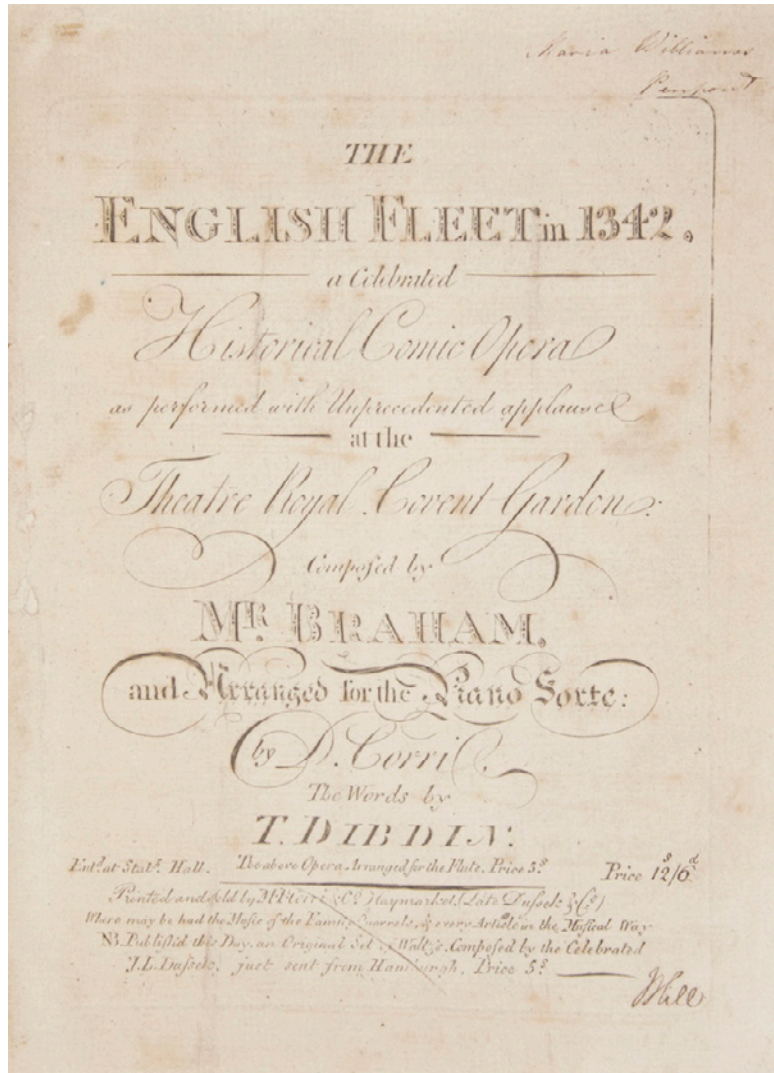 Maria Williams
Penpont
THE
ENGLISH FLEET in 1342.
a Celebrated
Historical Comic Opera
as performed with Unprecedented applause
at the
Theatre Royal Covent Garden:
Compoſed by
MR. BRAHAM.
and Arranged for the Piano Forte:
by D. Corri.
The Words by
T. DIBDIN.
Entd. at Statr. Hall. The above Opera Arranged for the Flute. Price 5s Price 12s/6d
Printed and ſold by M. Corri & Co. Haymarket (Late Duſsek & Co.)
Where may be had the Muſic of the Family Quarrels, & every Article in the Muſical Way
NB. Publiſh'd this Day, an Original Set of Waltz's Compoſed by the Celebrated
J. L. Duſsek, just sent from Hamburgh, Price 5s